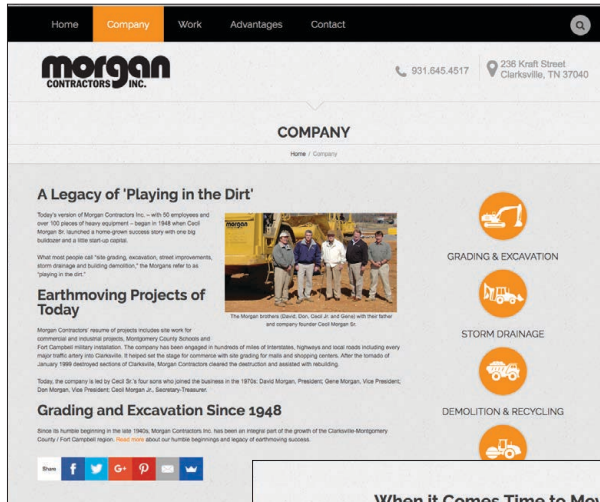 Home Company Work Advantages Contact
morgan
CONTRACTORS INC.
931.645.4517
236 Kraft Street
Clarksville, TN 37040
COMPANY
Home / Company
A Legacy of 'Playing in the Dirt'
Today's version of Morgan Contractors Inc. – with 50 employees and
over 100 pieces of heavy equipment – began in 1948 when Cecil
Morgan Sr. launched a home-grown success story with one big
bulldozer and a little start-up capital.
What most people call "site grading, excavation, street improvements,
storm drainage and building demolition," the Morgans refer to as
"playing in the dirt."
The Morgan brothers (David, Don, Cecil Jr. and Gene) with their father
and company founder Cecil Morgan Sr.
Earthmoving Projects of
Today
Morgan Contractors' resume of projects includes site work for
commercial and industrial projects, Montgomery County Schools and
Fort Campbell military installation. The company has been engaged in hundreds of miles of Interstates, highways and local roads including every
major traffic artery into Clarksville. It helped set the stage for commerce with site grading for malls and shopping centers. After the tornado of
January 1999 destroyed sections of Clarksville, Morgan Contractors cleared the destruction and assisted with rebuilding.
Today, the company is led by Cecil Sr.'s four sons who joined the business in the 1970s: David Morgan, President; Gene Morgan, Vice President;
Don Morgan, Vice President; Cecil Morgan Jr., Secretary-Treasurer.
Grading and Excavation Since 1948
Since its humble beginning in the late 1940s, Morgan Contractors Inc. has been an integral part of the growth of the Clarksville-Montgomery
County / Fort Campbell region. Read more about our humble beginnings and legacy of earthmoving success.
Share f G+
GRADING & EXCAVATION
STORM DRAINAGE
DEMOLITION & RECYCLING
When it Comes Time to Mov